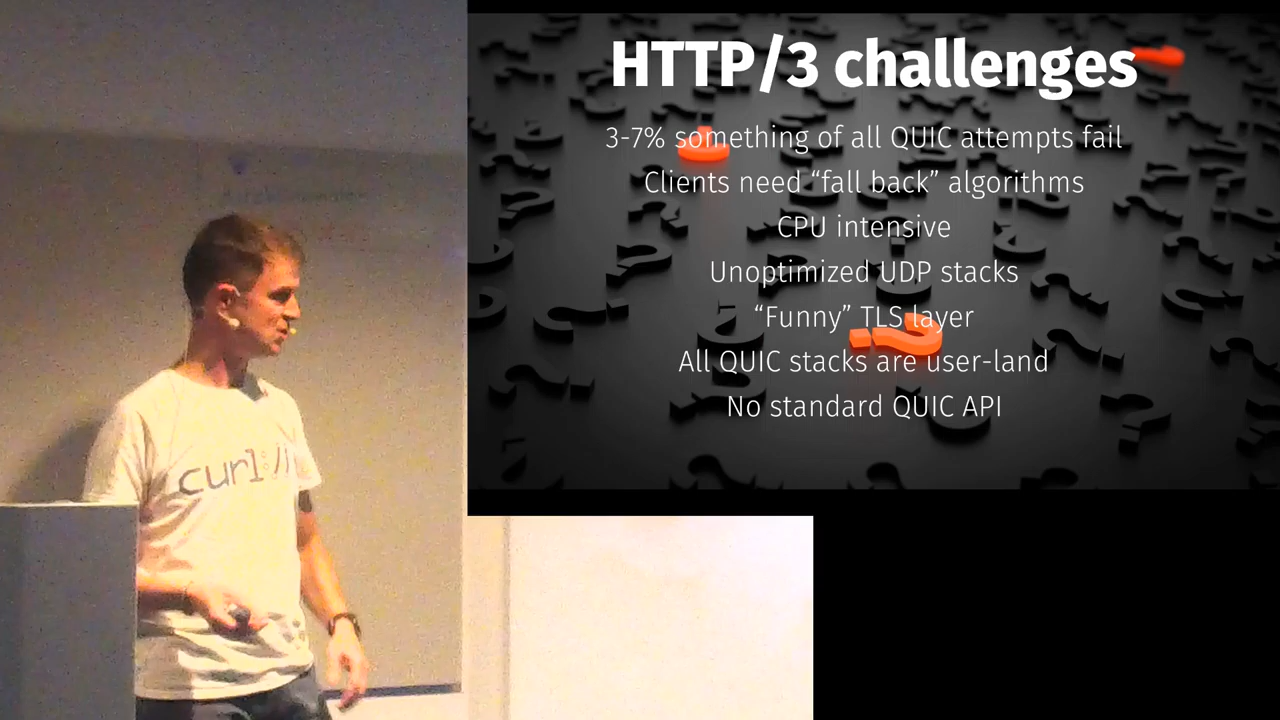 HTTP/3 challenges
3-7% something of all QUIC attempts fail
Clients need “fall back” algorithms
CPU intensive
Unoptimized UDP stacks
“Funny” TLS layer
All QUIC stacks are user-land
No standard QUIC API
curl://